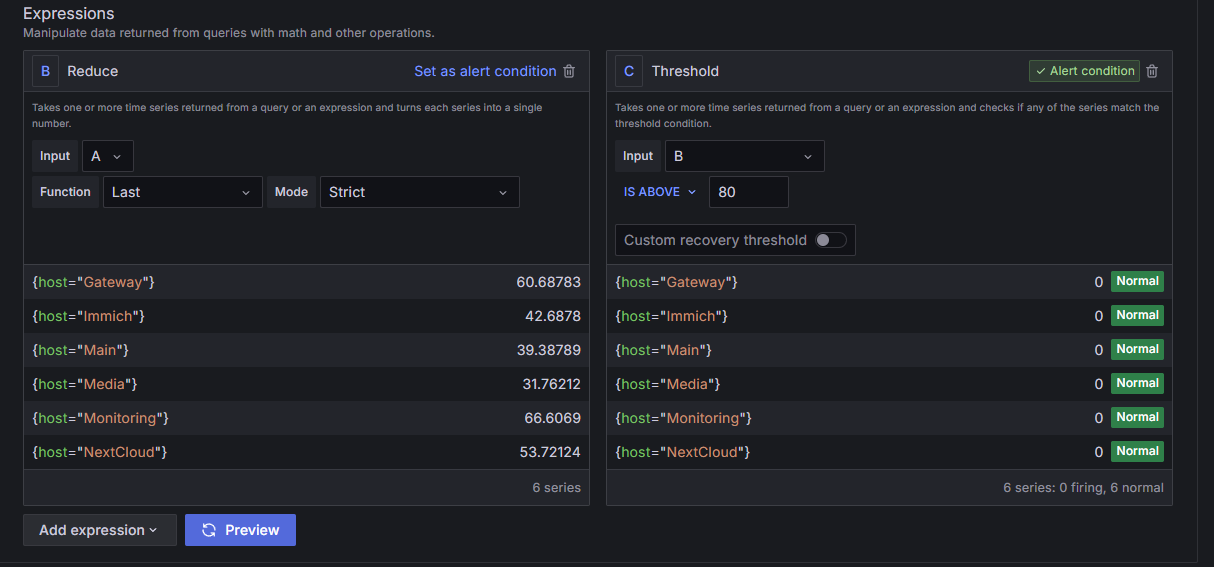 Expressions
Manipulate data returned from queries with math and other operations.
B Reduce Set as alert condition
Takes one or more time series returned from a query or an expression and turns each series into a single
number.
Input A
Function Last Mode Strict
{host="Gateway"} 60.68783
{host="Immich"} 42.6878
{host="Main"} 39.38789
{host="Media"} 31.76212
{host="Monitoring"} 66.6069
{host="NextCloud"} 53.72124
6 series
C Threshold Alert condition
Takes one or more time series returned from a query or an expression and checks if any of the series match the
threshold condition.
Input B
IS ABOVE 80
Custom recovery threshold
{host="Gateway"} 0 Normal
{host="Immich"} 0 Normal
{host="Main"} 0 Normal
{host="Media"} 0 Normal
{host="Monitoring"} 0 Normal
{host="NextCloud"} 0 Normal
6 series: 0 firing, 6 normal
Add expression Preview